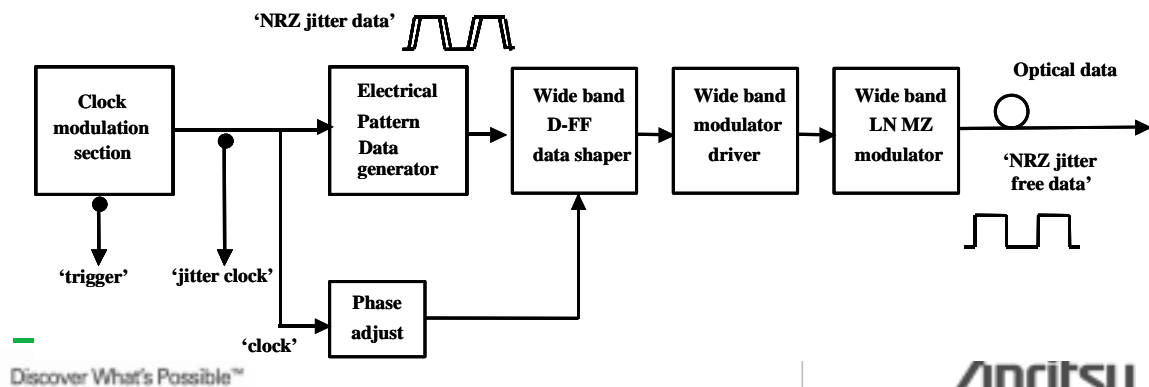 ‘NRZ jitter data’
Clock
modulation
section
Electrical
Pattern
Data
generator
Wide band
D-FF
data shaper
Wide band
modulator
driver
Wide band
LN MZ
modulator
Optical data
‘NRZ jitter
free data’
‘trigger’
‘jitter clock’
‘clock’
Phase
adjust
Discover What's Possible™
Anritsu